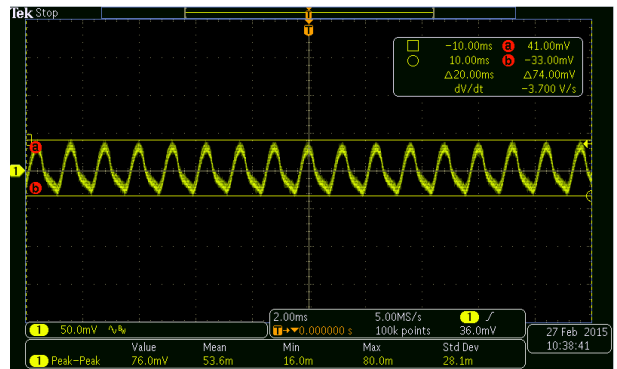 Tek Stop
T
T
-10.00ms a 41.00mV
10.00ms b -33.00mV
△20.00ms △74.00mV
dV/dt -3.700 V/s
a
1
b
1 50.0mV
2.00ms 5.00MS/s 1
T→▼0.000000 s 100k points 36.0mV
Value Mean Min Max Std Dev
1 Peak-Peak 76.0mV 53.6m 16.0m 80.0m 28.1m
27 Feb 2015
10:38:41